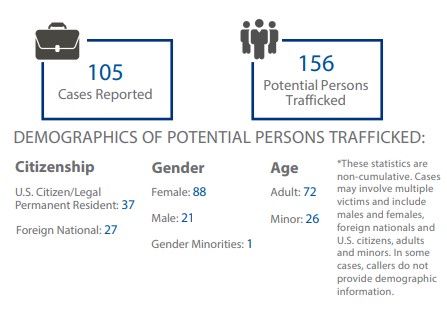 105
Cases Reported
156
Potential Persons
Trafficked
DEMOGRAPHICS OF POTENTIAL PERSONS TRAFFICKED:
Citizenship
U.S. Citizen/Legal
Permanent Resident: 37
Foreign National: 27
Gender
Female: 88
Male: 21
Gender Minorities: 1
Age
Adult: 72
Minor: 26
*These statistics are
non-cumulative. Cases
may involve multiple
victims and include
males and females,
foreign nationals and
U.S. citizens, adults
and minors. In some
cases, callers do not
provide demographic
information.